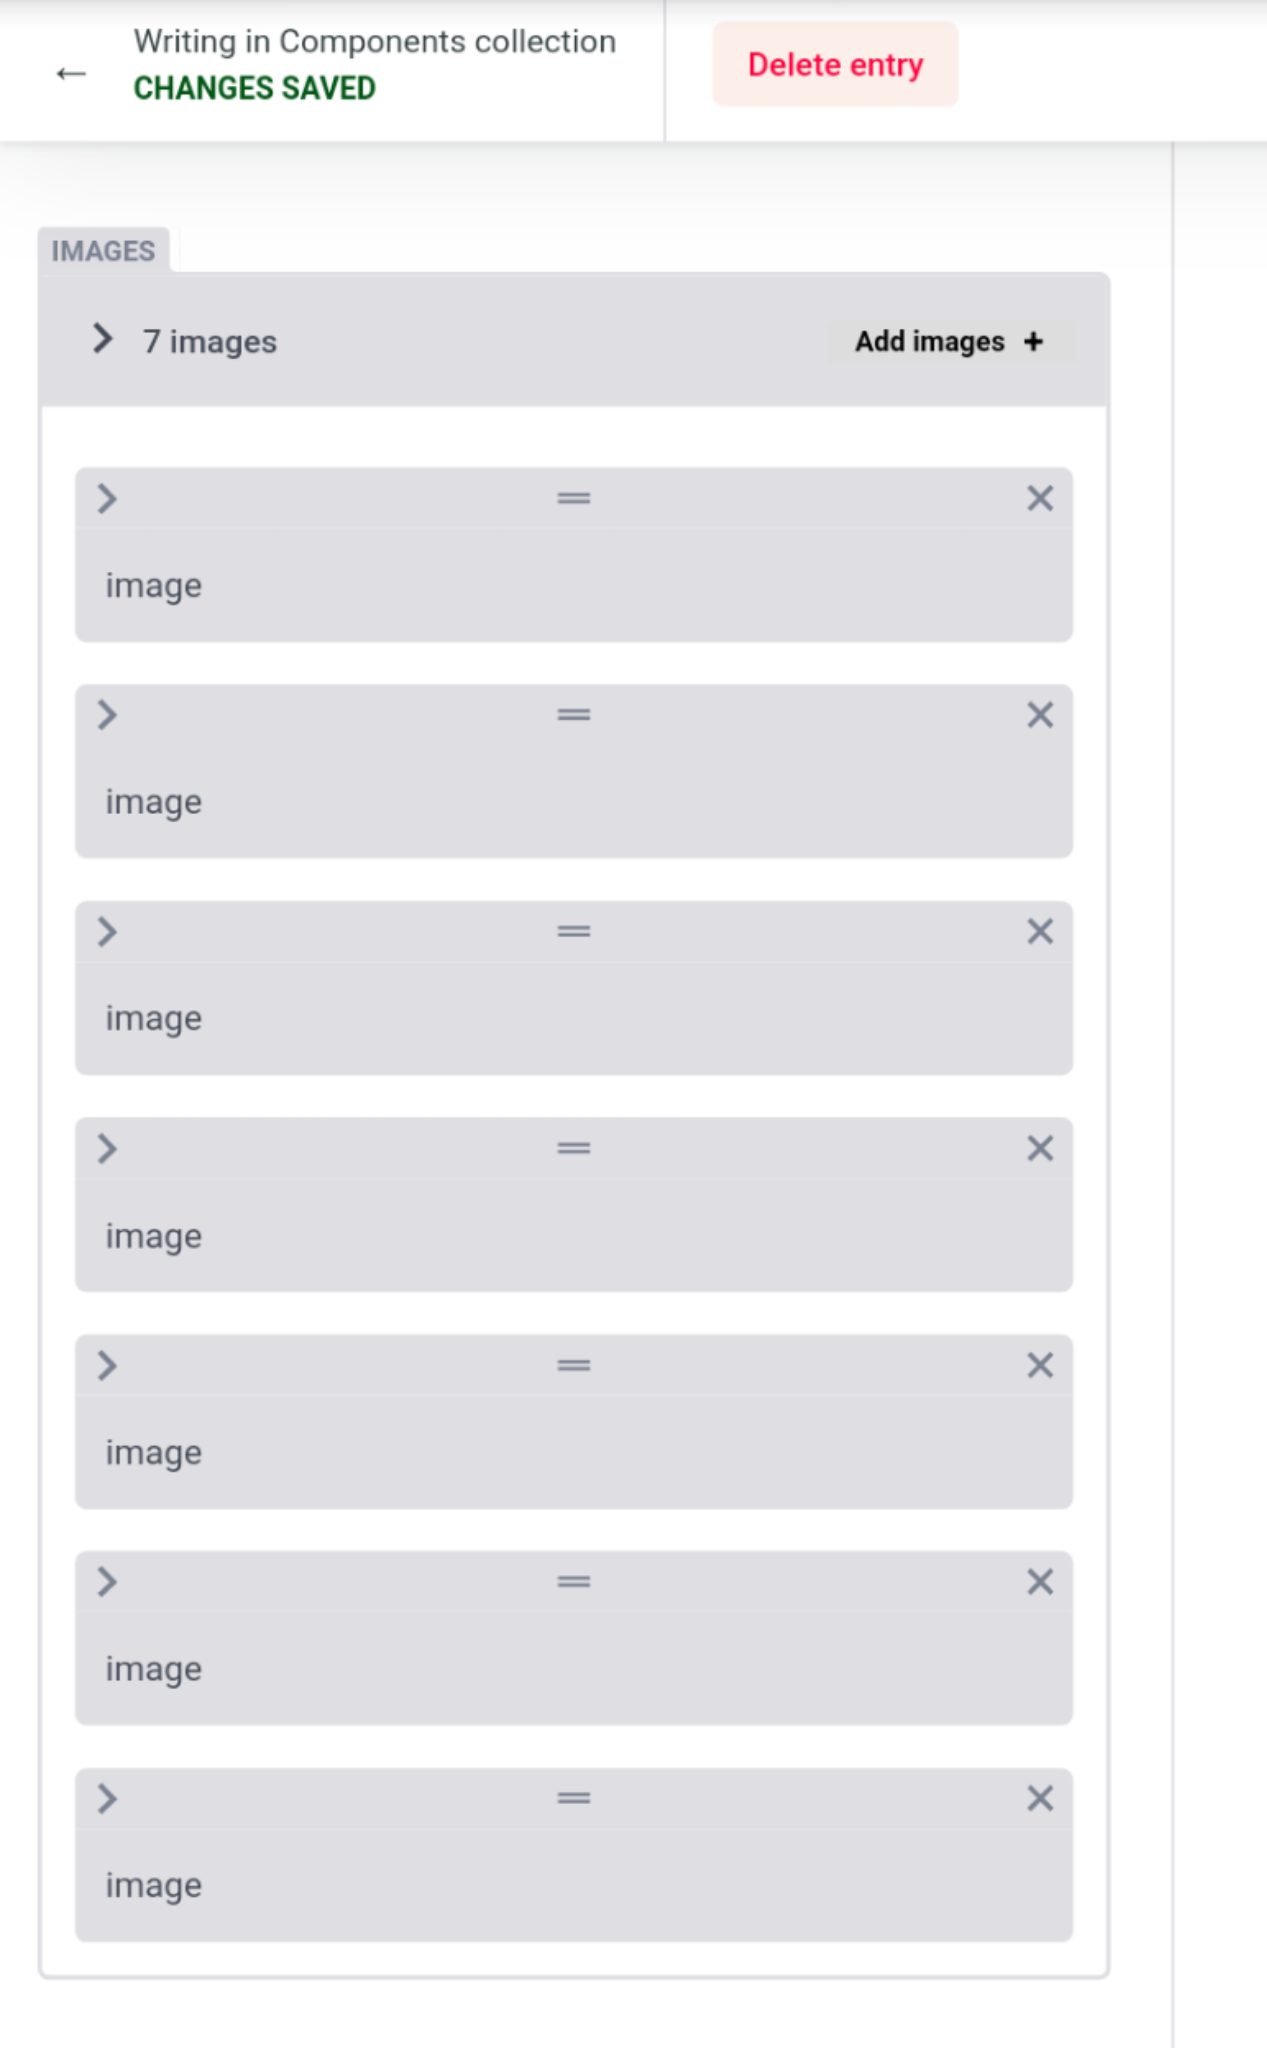 Writing in Components collection
CHANGES SAVED
Delete entry
IMAGES
7 images
Add images +
image
image
image
image
image
image
image